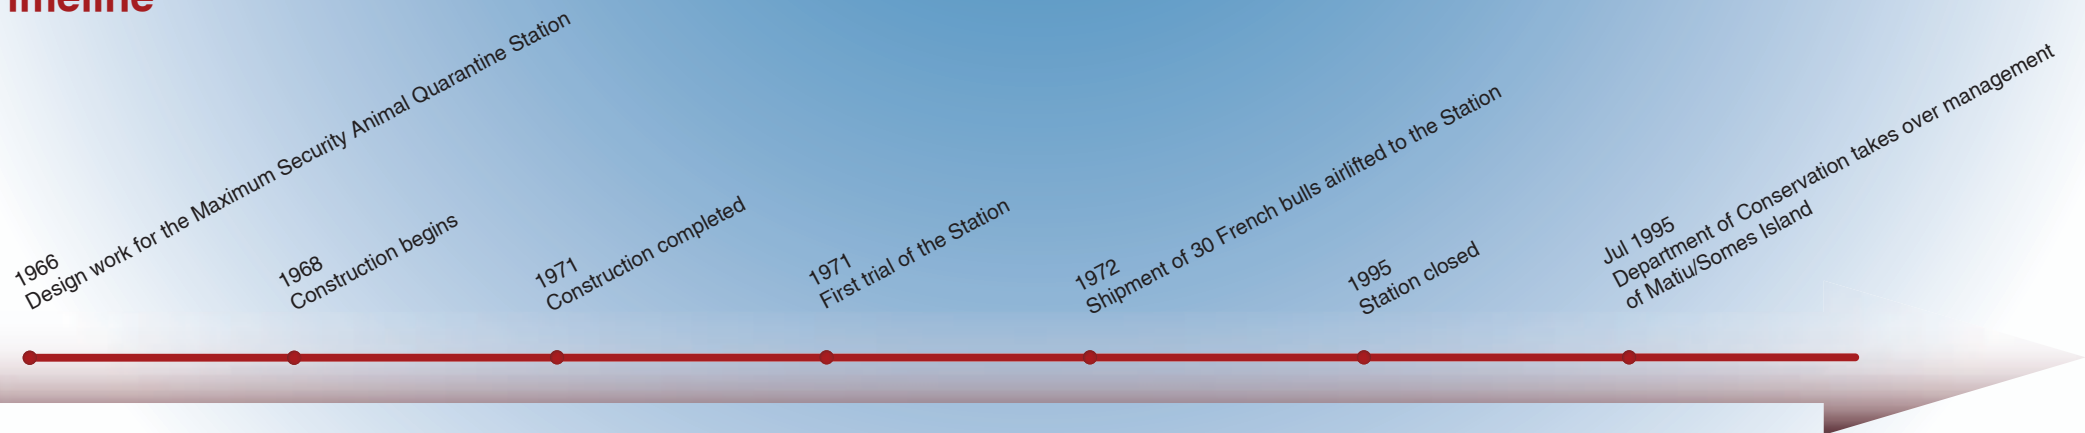 imeline
1966
Design work for the Maximum Security Animal Quarantine Station
1968
Construction begins
1971
Construction completed
1971
First trial of the Station
1972
Shipment of 30 French bulls airlifted to the Station
1995
Station closed
Jul 1995
Department of Conservation takes over management
of Matiu/Somes Island